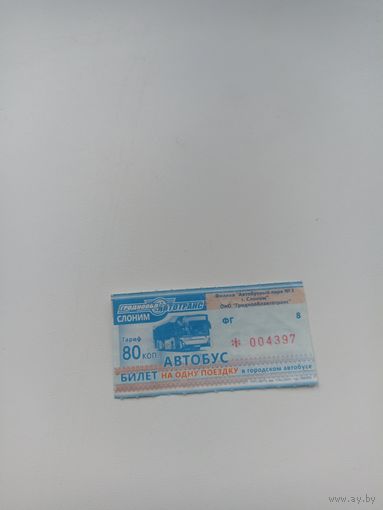 ГРОДНООБЛАВТОТРАНС
СЛОНИМ
Филиал "Автобусный парк №3
г. Слоним"
ОАО "Гроднооблавтотранс"
ФГ 8
Тариф
80 КОП
* 004397
АВТОБУС
БИЛЕТ НА ОДНУ ПОЕЗДКУ в городском автобусе
www.ay.by